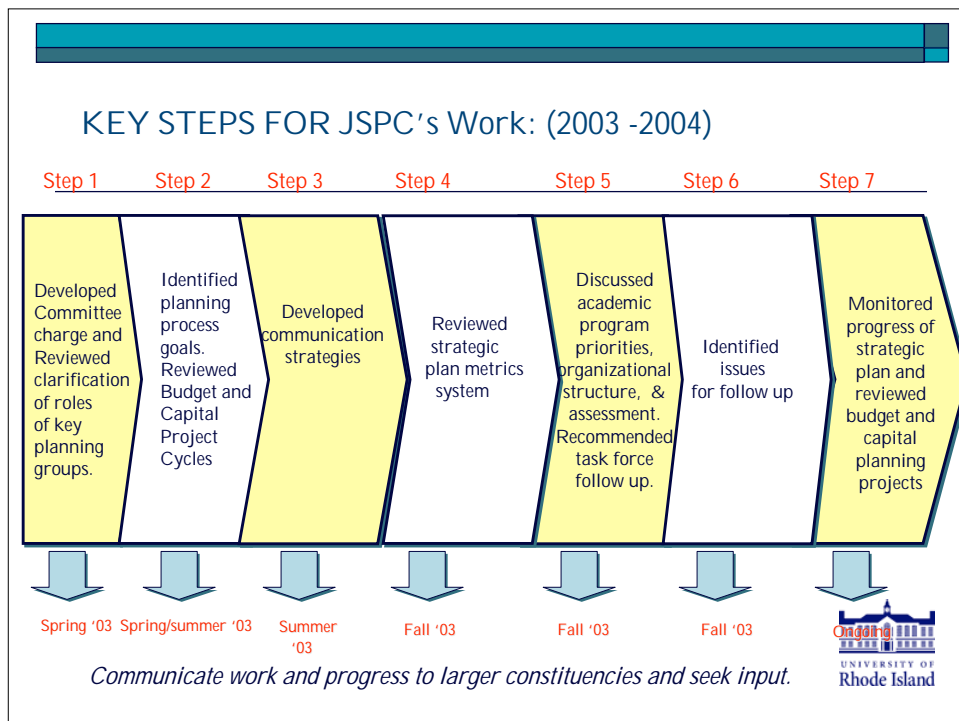 KEY STEPS FOR JSPC's Work: (2003 -2004)
Step 1 Step 2 Step 3 Step 4 Step 5 Step 6 Step 7
Developed
Committee
charge and
Reviewed
clarification
of roles
of key
planning
groups.
Identified
planning
process
goals.
Reviewed
Budget and
Capital
Project
Cycles
Developed
communication
strategies
Reviewed
strategic
plan metrics
system
Discussed
academic
program
priorities,
organizational
structure, &
assessment.
Recommended
task force
follow up.
Identified
issues
for follow up
Monitored
progress of
strategic
plan and
reviewed
budget and
capital
planning
projects
Spring '03
Spring/summer '03
Summer
'03
Fall '03
Fall '03
Fall '03
Ongoing
Communicate work and progress to larger constituencies and seek input.
UNIVERSITY OF
Rhode Island